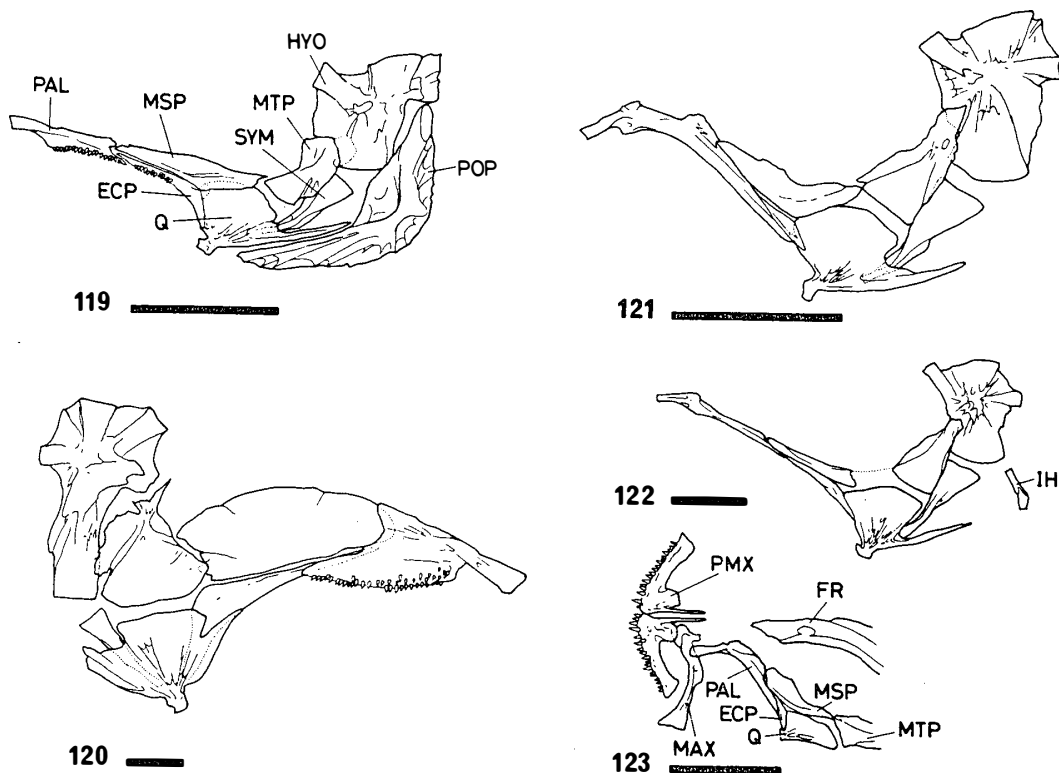 HYO
PAL
MSP
MTP
SYM
POP
ECP
Q
119
121
120
122
IH
PMX
FR
PAL
MSP
ECP
Q
MTP
MAX
123